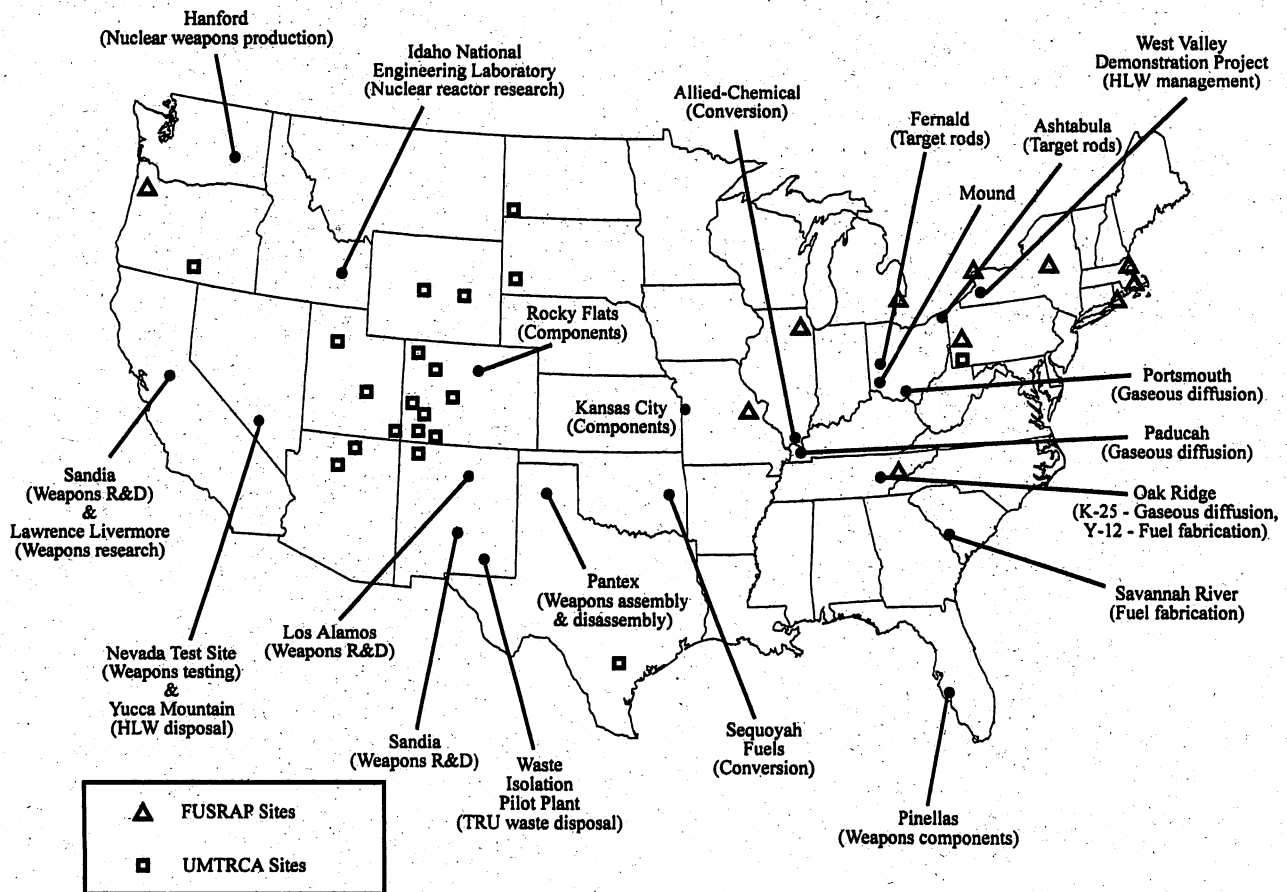 Hanford
(Nuclear weapons production)
Idaho National
Engineering Laboratory
(Nuclear reactor research)
Allied-Chemical
(Conversion)
Fernald
(Target rods)
Ashtabula
(Target rods)
West Valley
Demonstration Project
(HLW management)
Mound
Rocky Flats
(Components)
Kansas City
(Components)
Portsmouth
(Gaseous diffusion)
Paducah
(Gaseous diffusion)
Oak Ridge
(K-25 - Gaseous diffusion,
Y-12 - Fuel fabrication)
Savannah River
(Fuel fabrication)
Sandia
(Weapons R&D)
&
Lawrence Livermore
(Weapons research)
Nevada Test Site
(Weapons testing)
&
Yucca Mountain
(HLW disposal)
Los Alamos
(Weapons R&D)
Sandia
(Weapons R&D)
Waste
Isolation
Pilot Plant
(TRU waste disposal)
Pantex
(Weapons assembly
& disassembly)
Sequoyah
Fuels
(Conversion)
Pinellas
(Weapons components)
FUSRAP Sites
UMTRCA Sites